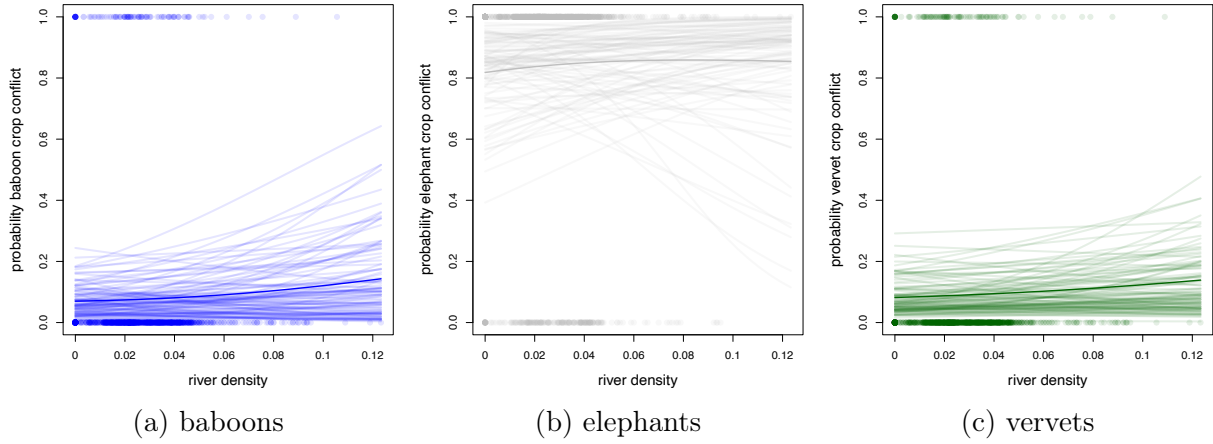 probability baboon crop conflict
1.0
0.8
0.6
0.4
0.2
0.0
0 0.02 0.04 0.06 0.08 0.1 0.12
river density
(a) baboons
probability elephant crop conflict
1.0
0.8
0.6
0.4
0.2
0.0
0 0.02 0.04 0.06 0.08 0.1 0.12
river density
(b) elephants
probability vervet crop conflict
1.0
0.8
0.6
0.4
0.2
0.0
0 0.02 0.04 0.06 0.08 0.1 0.12
river density
(c) vervets